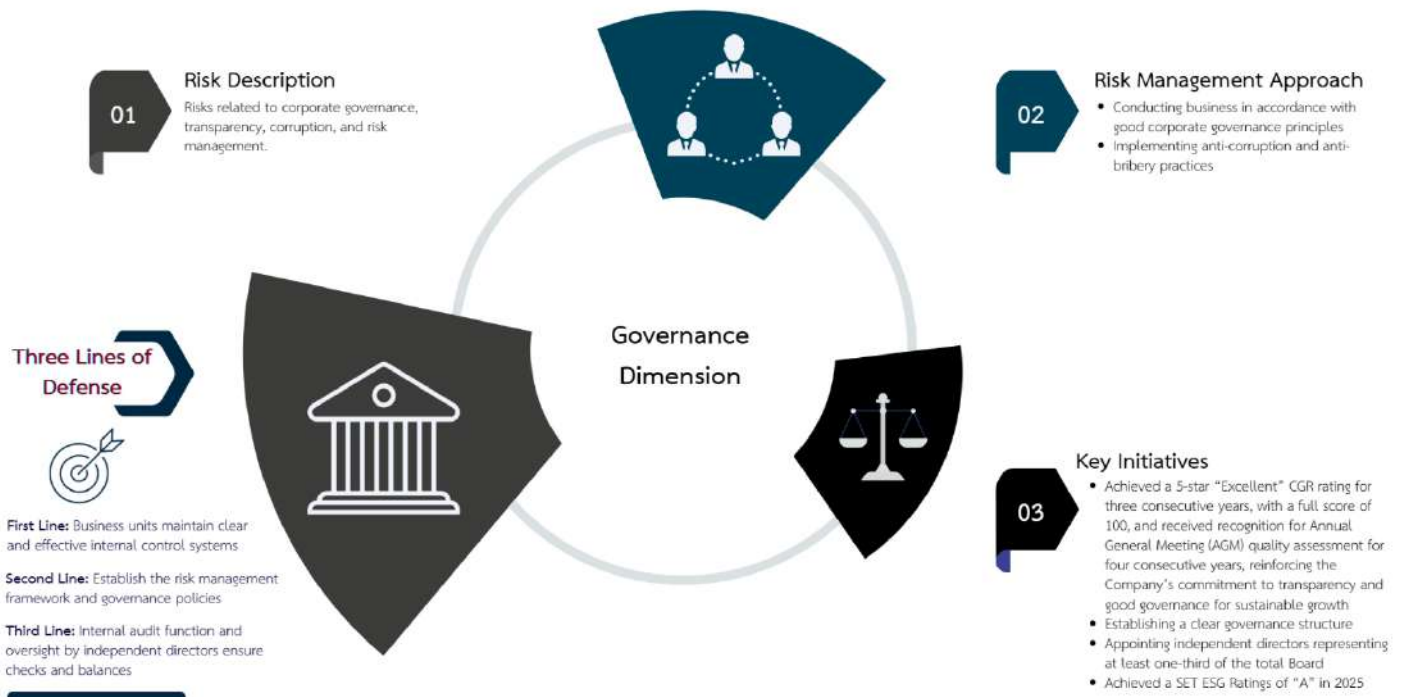 01
Risk Description
Risks related to corporate governance,
transparency, corruption, and risk
management.
02
Risk Management Approach
• Conducting business in accordance with
good corporate governance principles
• Implementing anti-corruption and anti-
bribery practices
Governance
Dimension
Three Lines of
Defense
First Line: Business units maintain clear
and effective internal control systems
Second Line: Establish the risk management
framework and governance policies
Third Line: Internal audit function and
oversight by independent directors ensure
checks and balances
03
Key Initiatives
• Achieved a 5-star “Excellent” CGR rating for
three consecutive years, with a full score of
100, and received recognition for Annual
General Meeting (AGM) quality assessment for
four consecutive years, reinforcing the
Company’s commitment to transparency and
good governance for sustainable growth
• Establishing a clear governance structure
• Appointing independent directors representing
at least one-third of the total Board
• Achieved a SET ESG Ratings of “A” in 2025